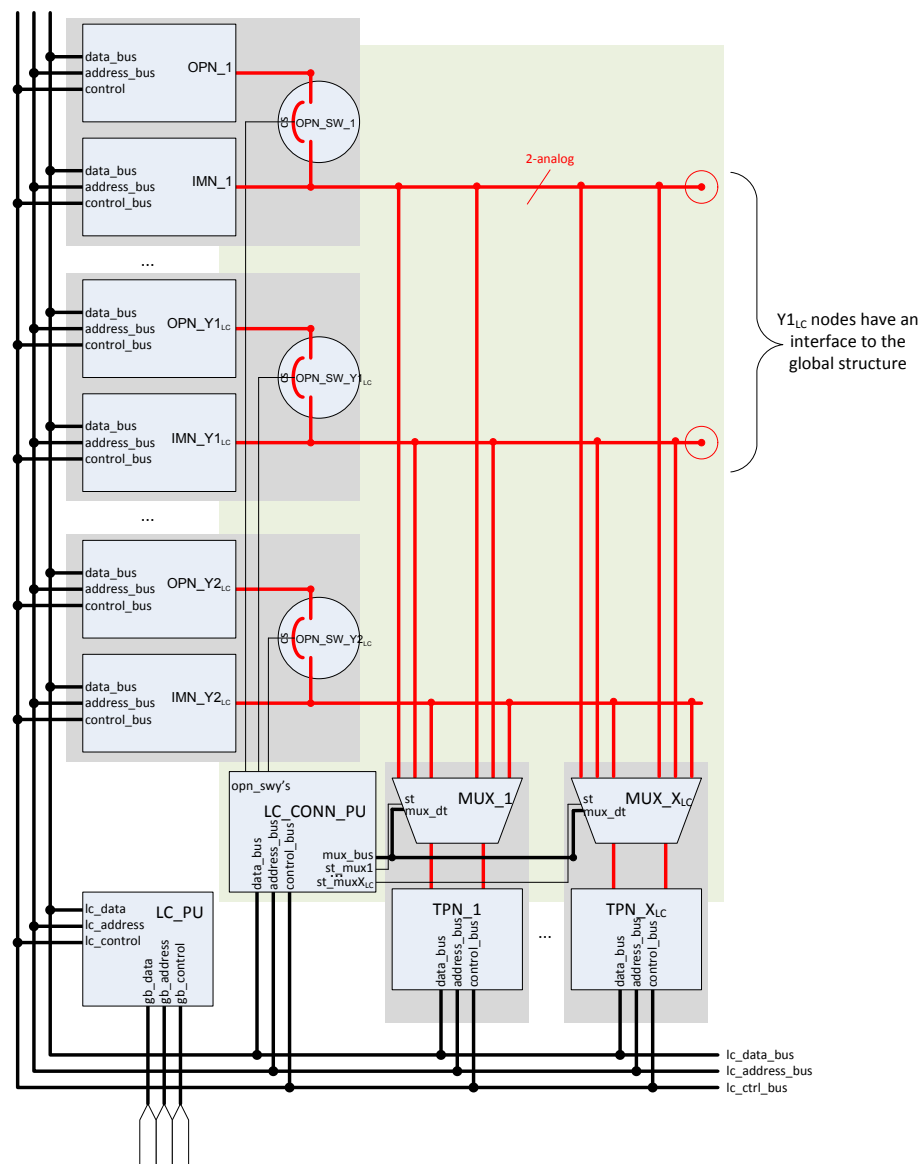 data_bus
address_bus
control
OPN_1
CS
OPN_SW_1
data_bus
address_bus
control_bus
IMN_1
2-analog
...
data_bus
address_bus
control_bus
OPN_Y1LC
CS
OPN_SW_Y1LC
Y1LC nodes have an
interface to the
global structure
data_bus
address_bus
control_bus
IMN_Y1LC
...
data_bus
address_bus
control_bus
OPN_Y2LC
CS
OPN_SW_Y2LC
data_bus
address_bus
control_bus
IMN_Y2LC
opn_swy's
LC_CONN_PU
data_bus
address_bus
control_bus
mux_bus
st_mux1
...
st_muxXLC
st
mux_dt
MUX_1
st
mux_dt
MUX_XLC
lc_data
lc_address
lc_control
LC_PU
gb_data
gb_address
gb_control
TPN_1
data_bus
address_bus
control_bus
...
TPN_XLC
data_bus
address_bus
control_bus
lc_data_bus
lc_address_bus
lc_ctrl_bus